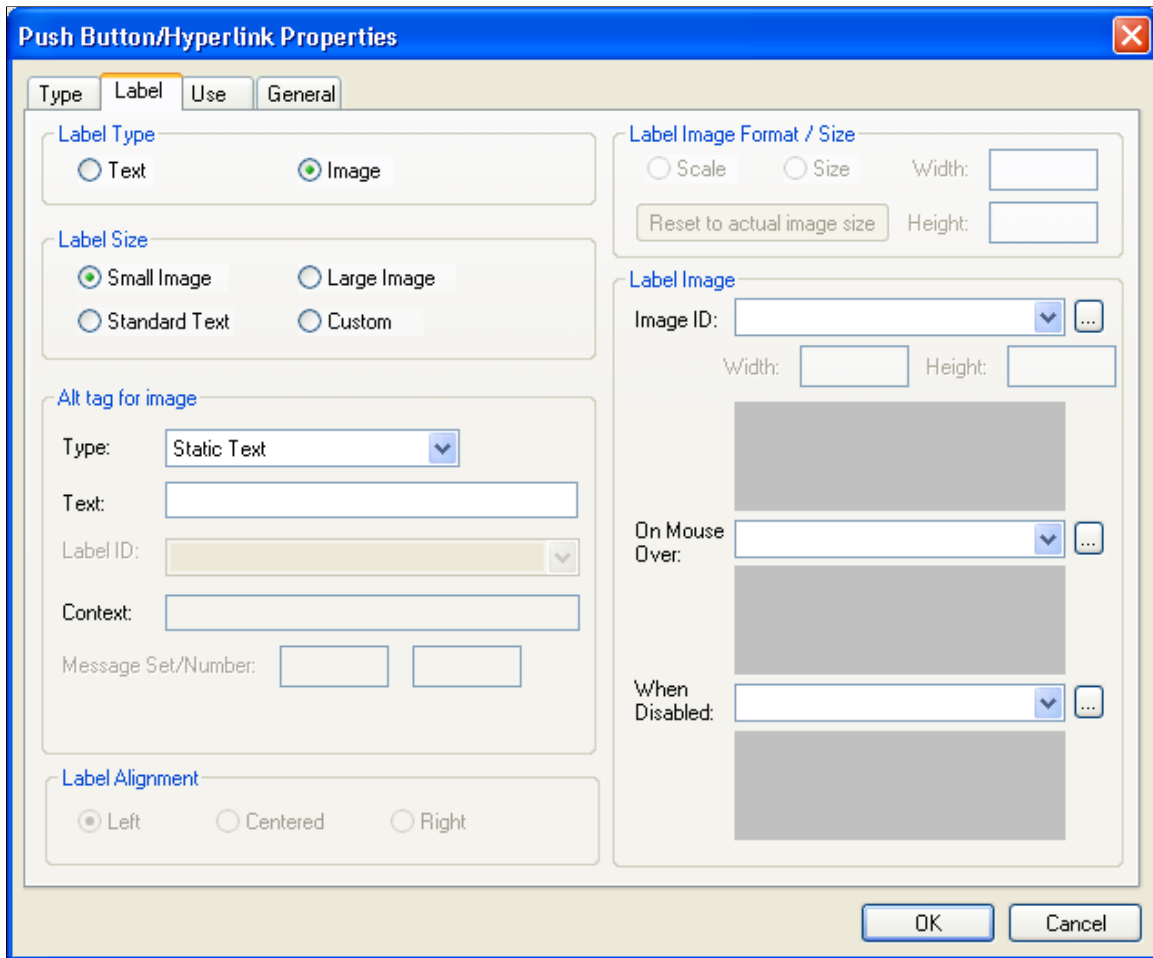 Push Button/Hyperlink Properties
Type Label Use General
Label Type
Text Image
Label Size
Small Image Large Image
Standard Text Custom
Alt tag for image
Type: Static Text
Text:
Label ID:
Context:
Message Set/Number:
Label Alignment
Left Centered Right
Label Image Format / Size
Scale Size Width:
Reset to actual image size Height:
Label Image
Image ID: ...
Width: Height:
On Mouse
Over: ...
When
Disabled: ...
OK Cancel